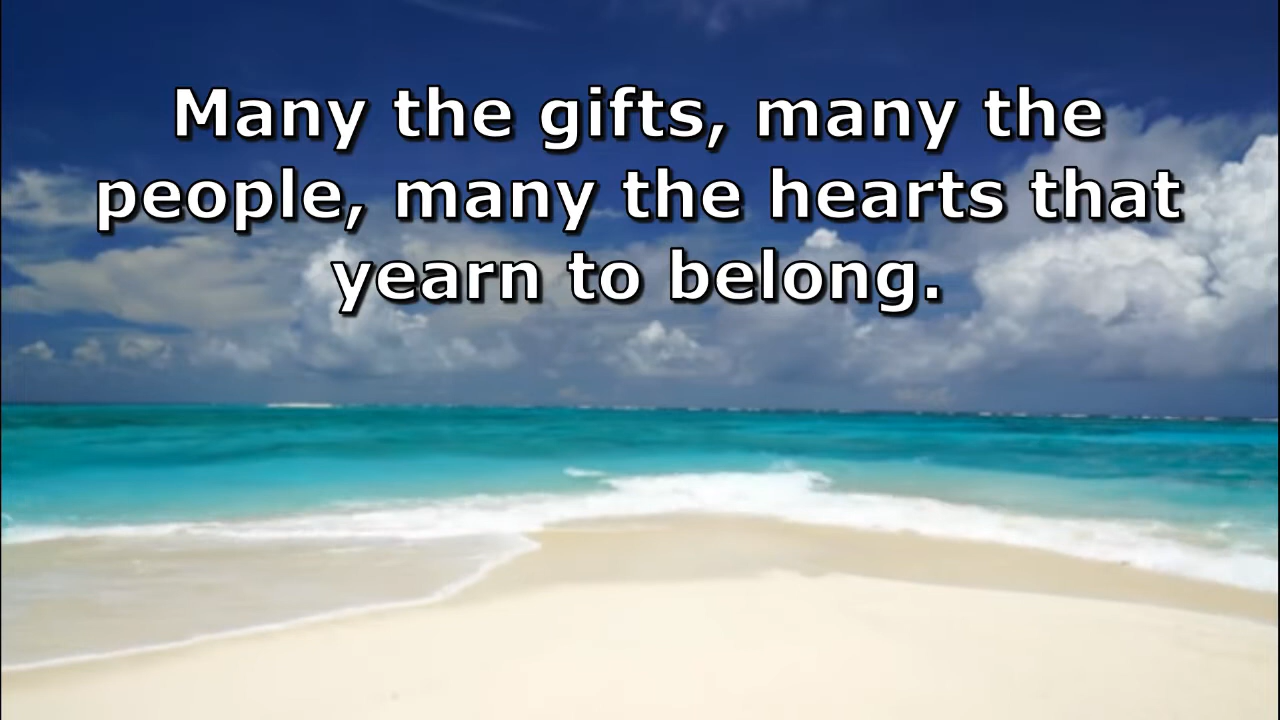 Many the gifts, many the
people, many the hearts that
yearn to belong.